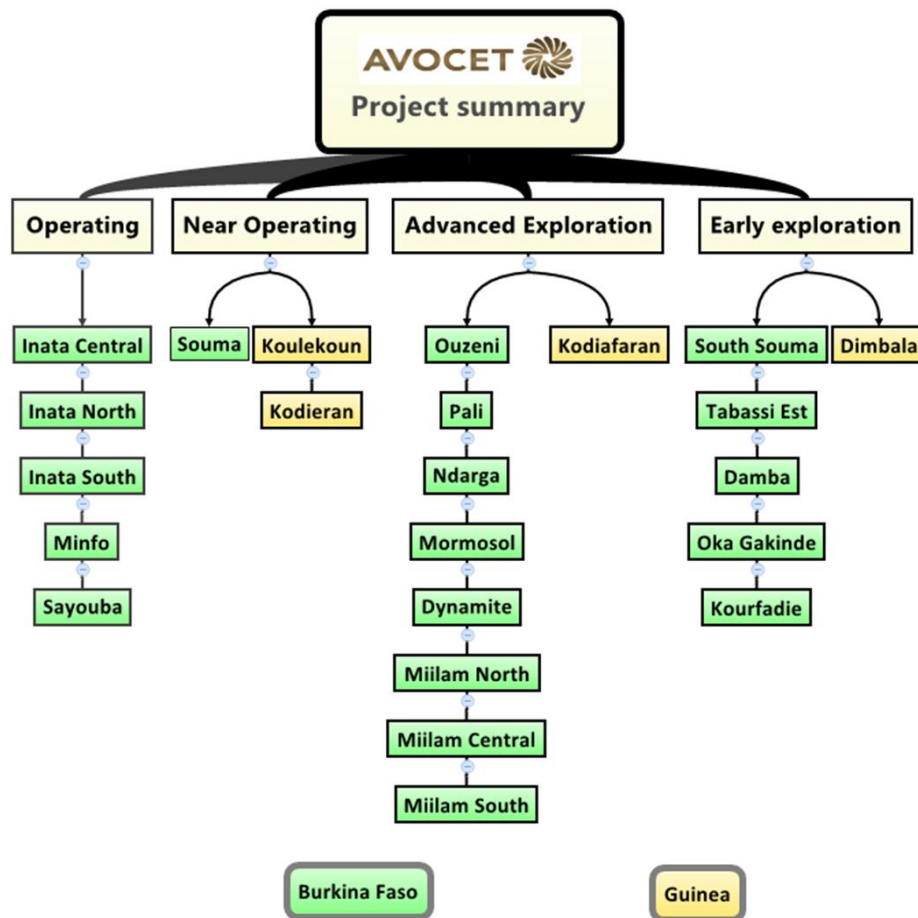 AVOCET
Project summary
Operating
Near Operating
Advanced Exploration
Early exploration
Inata Central
Souma
Koulekoun
Ouzeni
Kodiafaran
South Souma
Dimbala
Inata North
Kodieran
Pali
Tabassi Est
Inata South
Ndarga
Damba
Minfo
Mormosol
Oka Gakinde
Sayouba
Dynamite
Kourfadie
Miilam North
Miilam Central
Miilam South
Burkina Faso
Guinea